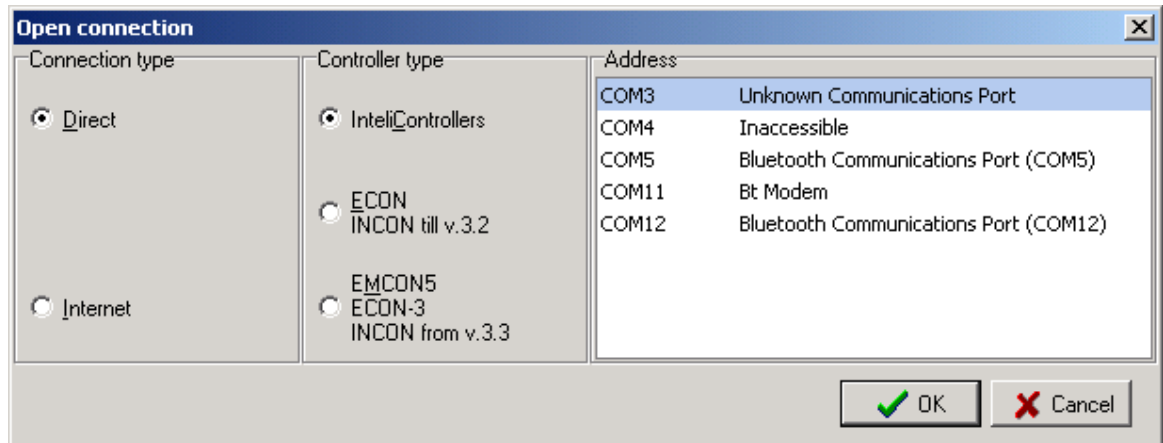 Open connection
Connection type
Direct
Internet
Controller type
InteliControllers
ECON
INCON till v.3.2
EMCON5
ECON-3
INCON from v.3.3
Address
COM3 Unknown Communications Port
COM4 Inaccessible
COM5 Bluetooth Communications Port (COM5)
COM11 Bt Modem
COM12 Bluetooth Communications Port (COM12)
OK
Cancel